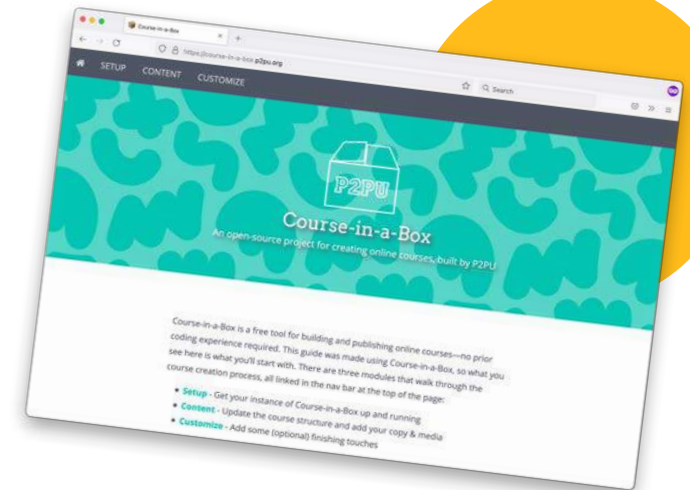 Course-in-a-Box
https://course-in-a-box.p2pu.org
Search
SETUP CONTENT CUSTOMIZE
P2PU
Course-in-a-Box
An open-source project for creating online courses, built by P2PU
Course-in-a-Box is a free tool for building and publishing online courses—no prior
coding experience required. This guide was made using Course-in-a-Box, so what you
see here is what you'll start with. There are three modules that walk through the
course creation process, all linked in the nav bar at the top of the page:
• Setup - Get your instance of Course-in-a-Box up and running
• Content - Update the course structure and add your copy & media
• Customize - Add some (optional) finishing touches